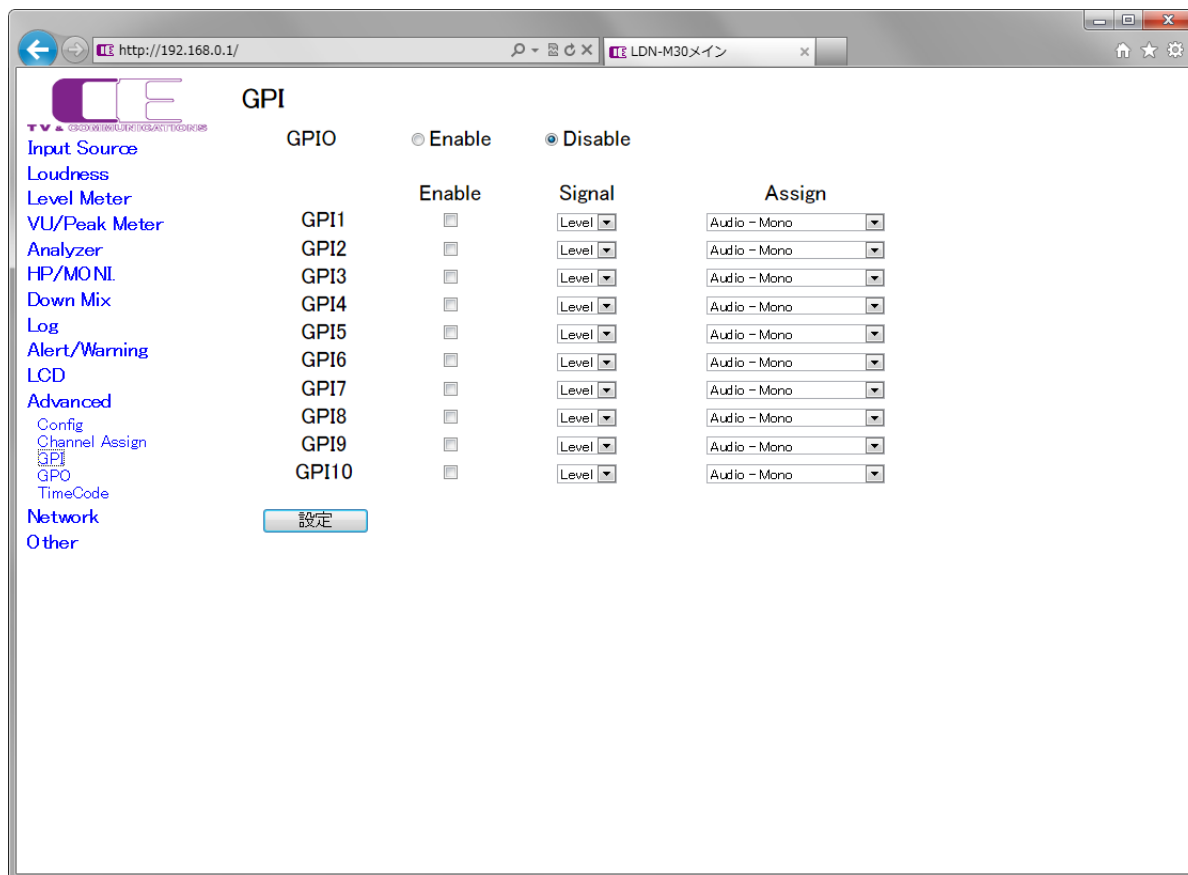 http://192.168.0.1/
LDN-M30メイン
CTE
TV & COMMUNICATIONS
Input Source
Loudness
Level Meter
VU/Peak Meter
Analyzer
HP/MONI.
Down Mix
Log
Alert/Warning
LCD
Advanced
Config
Channel Assign
GPI
GPO
TimeCode
Network
Other
GPI
GPIO Enable Disable
Enable Signal Assign
GPI1 Level Audio - Mono
GPI2 Level Audio - Mono
GPI3 Level Audio - Mono
GPI4 Level Audio - Mono
GPI5 Level Audio - Mono
GPI6 Level Audio - Mono
GPI7 Level Audio - Mono
GPI8 Level Audio - Mono
GPI9 Level Audio - Mono
GPI10 Level Audio - Mono
設定